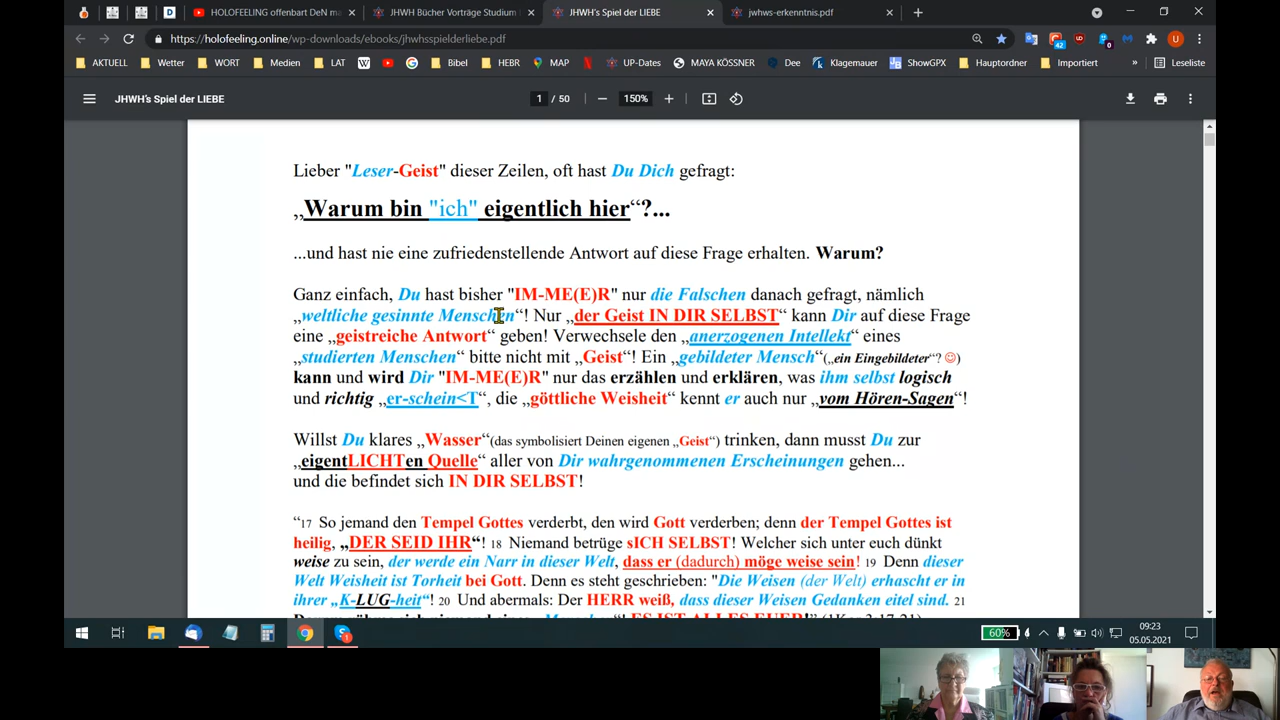 HOLOFEELING offenbart DeN m
JHWH Bücher Vorträge Studium
JHWH's Spiel der LIEBE
jwhws-erkenntnis.pdf
https://holofeeling.online/wp-downloads/ebooks/jhwhsspielderliebe.pdf
AKTUELL Wetter WORT Medien LAT Bibel HEBR MAP UP-Dates MAYA KÖSSNER Dee Klagemauer ShowGPX Hauptordner Importiert » Leseliste
JHWH's Spiel der LIEBE 1 / 50 150%
Lieber "Leser-Geist" dieser Zeilen, oft hast Du Dich gefragt:
„Warum bin "ich" eigentlich hier“?...
...und hast nie eine zufriedenstellende Antwort auf diese Frage erhalten. Warum?
Ganz einfach, Du hast bisher "IM-ME(E)R" nur die Falschen danach gefragt, nämlich
„weltliche gesinnte Menschen“! Nur „der Geist IN DIR SELBST“ kann Dir auf diese Frage
eine „geistreiche Antwort“ geben! Verwechsele den „anerzogenen Intellekt“ eines
„studierten Menschen“ bitte nicht mit „Geist“! Ein „gebildeter Mensch“(„ein Eingebildeter“? ☺)
kann und wird Dir "IM-ME(E)R" nur das erzählen und erklären, was ihm selbst logisch
und richtig „er-schein<T“, die „göttliche Weisheit“ kennt er auch nur „vom Hören-Sagen“!
Willst Du klares „Wasser“(das symbolisiert Deinen eigenen „Geist“) trinken, dann musst Du zur
„eigentLICHTen Quelle“ aller von Dir wahrgenommenen Erscheinungen gehen...
und die befindet sich IN DIR SELBST!
“17 So jemand den Tempel Gottes verderbt, den wird Gott verderben; denn der Tempel Gottes ist
heilig, „DER SEID IHR“! 18 Niemand betrüge sICH SELBST! Welcher sich unter euch dünkt
weise zu sein, der werde ein Narr in dieser Welt, dass er (dadurch) möge weise sein! 19 Denn dieser
Welt Weisheit ist Torheit bei Gott. Denn es steht geschrieben: "Die Weisen (der Welt) erhascht er in
ihrer „K-LUG-heit“! 20 Und abermals: Der HERR weiß, dass dieser Weisen Gedanken eitel sind. 21
60% 09:23
05.05.2021